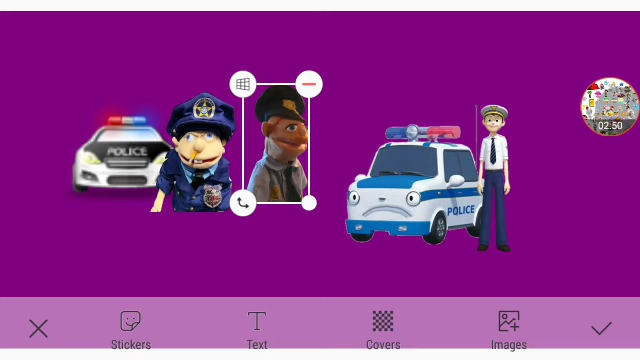 POLICE
POLICE
02:50
Stickers
Text
Covers
Images